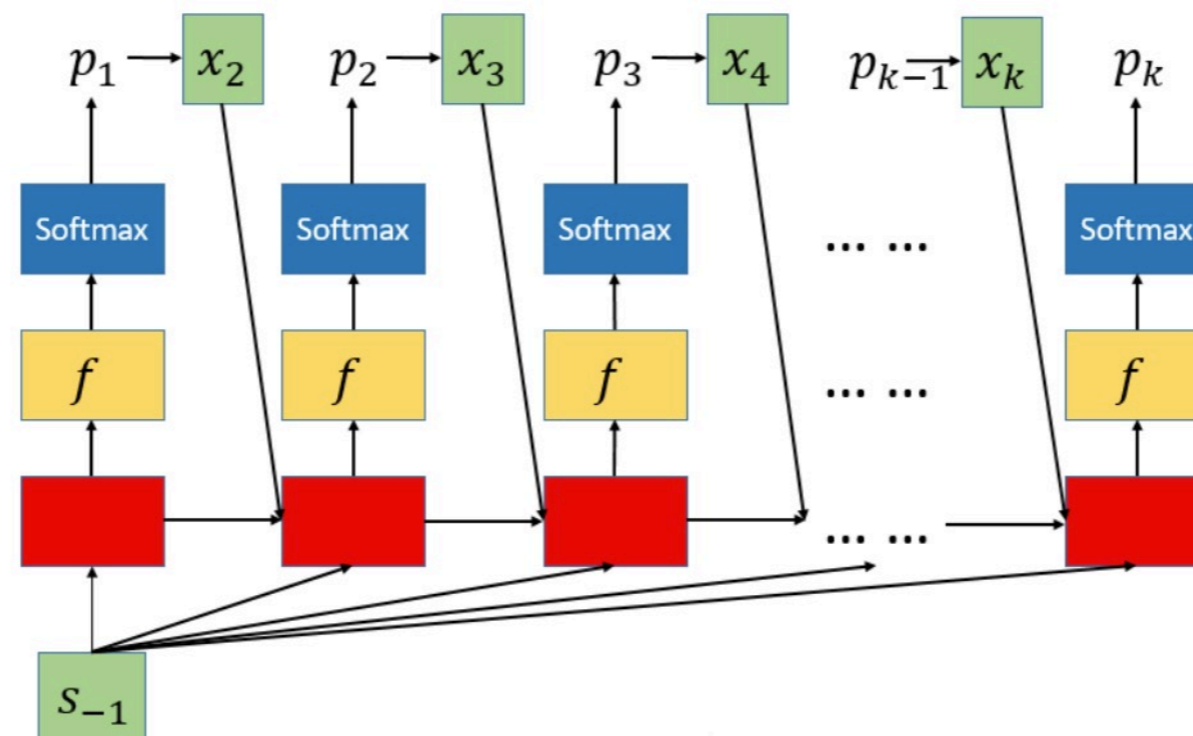 p₁ x₂ p₂ x₃ p₃ x₄ pₖ₋₁ xₖ pₖ
Softmax Softmax Softmax ... ... Softmax
f f f ... ... f
... ...
s₋₁